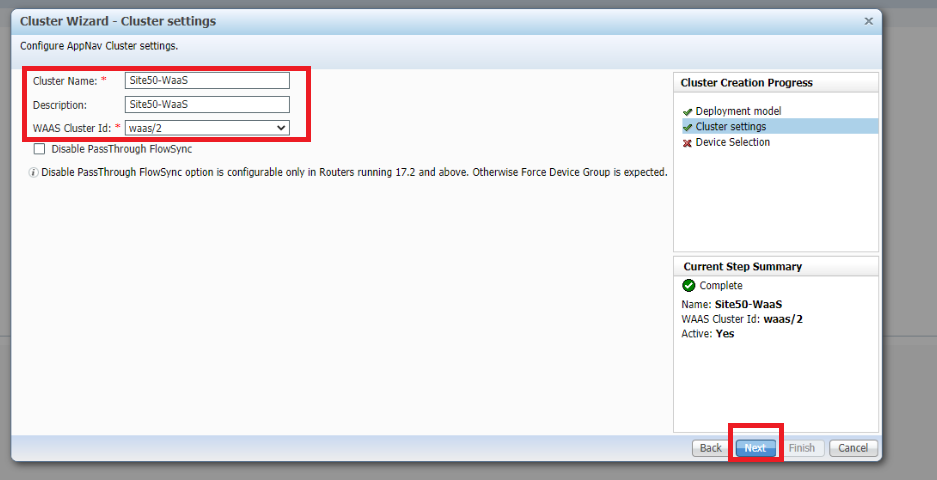 Cluster Wizard - Cluster settings
Configure AppNav Cluster settings.
Cluster Name: * Site50-WaaS
Description: Site50-WaaS
WAAS Cluster Id: * waas/2
Disable PassThrough FlowSync
Disable PassThrough FlowSync option is configurable only in Routers running 17.2 and above. Otherwise Force Device Group is expected.
Cluster Creation Progress
Deployment model
Cluster settings
Device Selection
Current Step Summary
Complete
Name: Site50-WaaS
WAAS Cluster Id: waas/2
Active: Yes
Back Next Finish Cancel